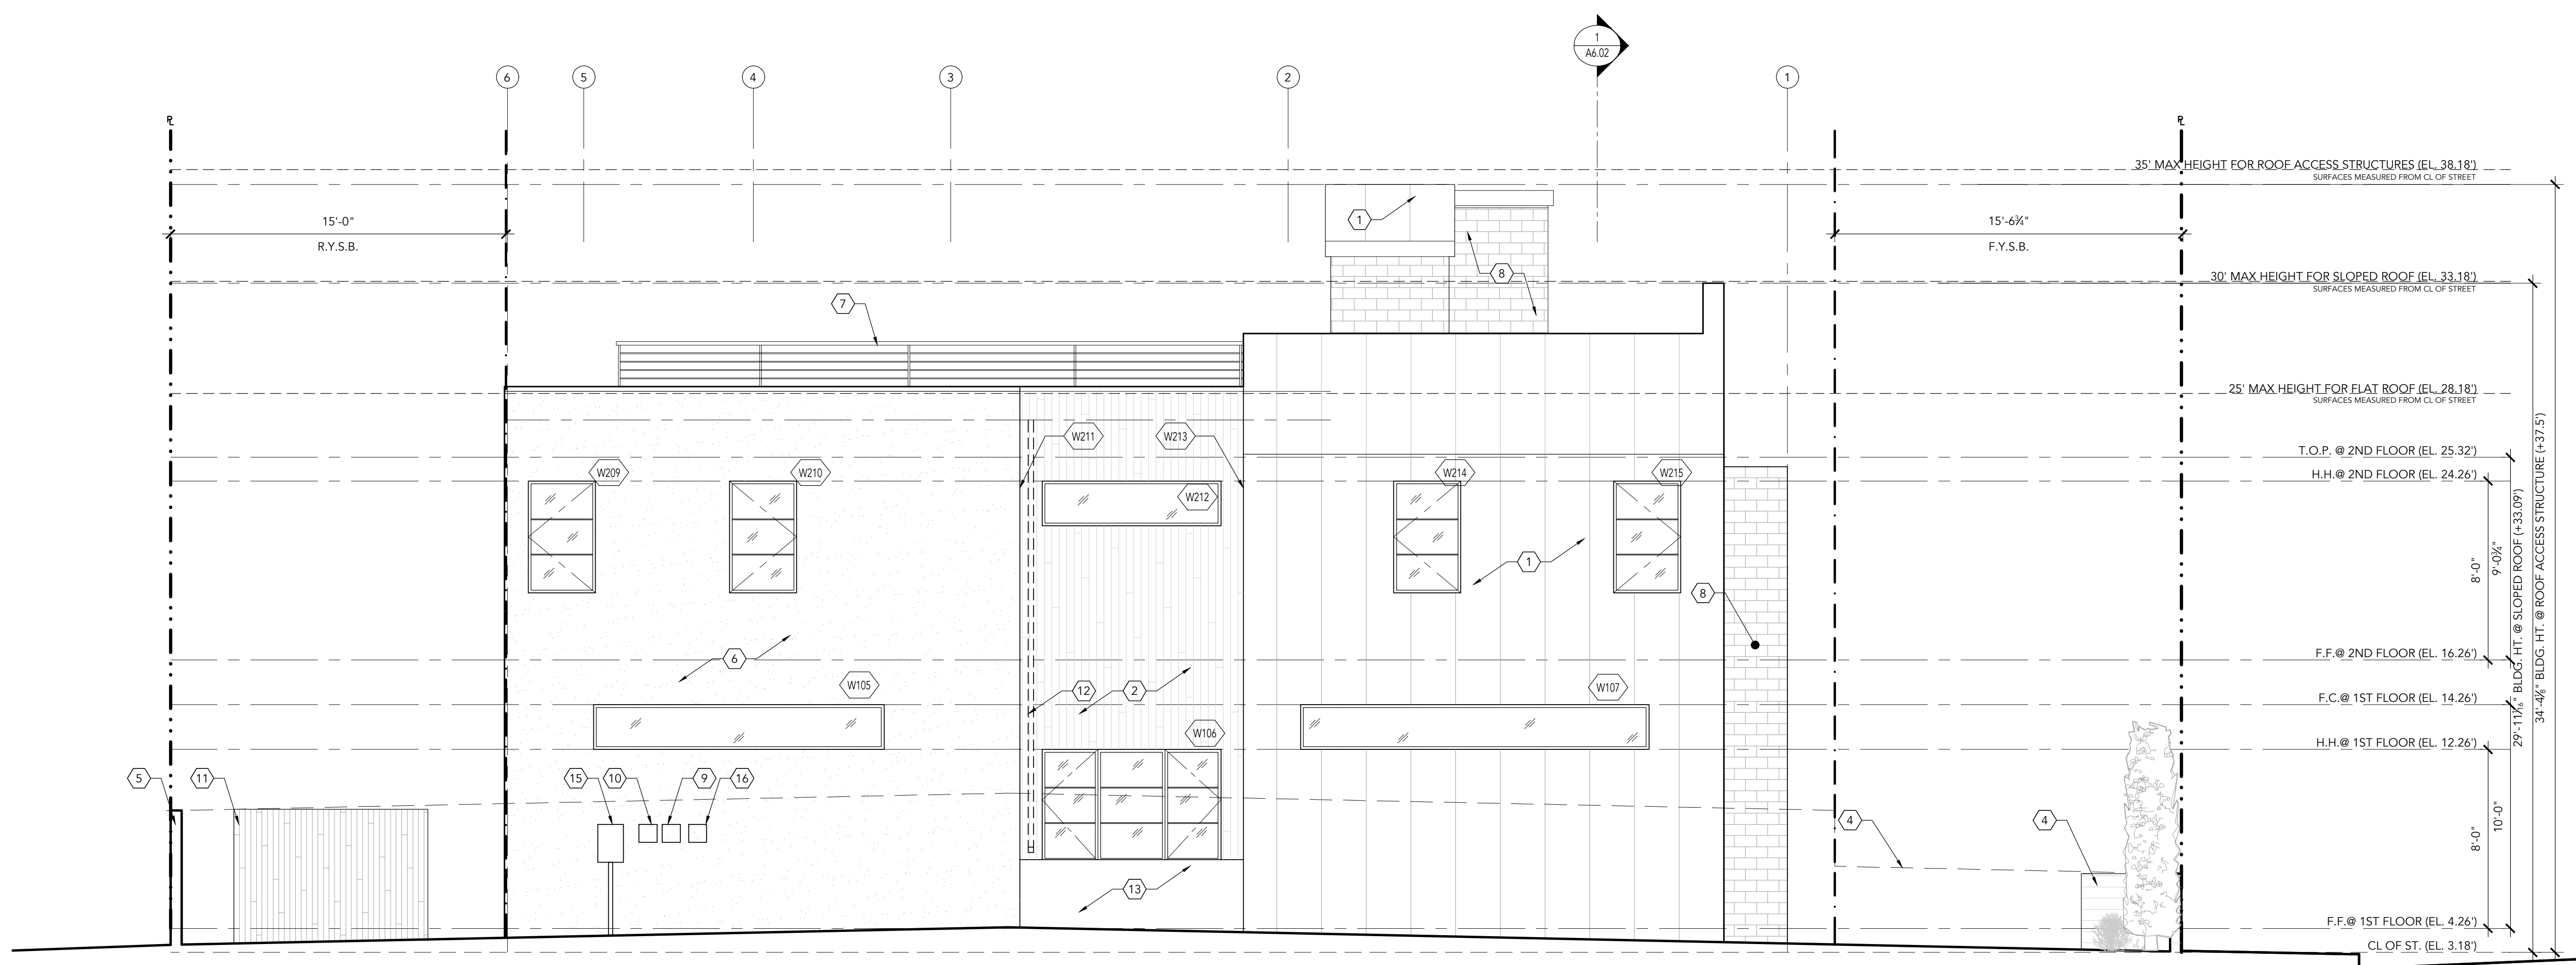 1
A6.02
6
5
4
3
2
1
PL
PL
35' MAX HEIGHT FOR ROOF ACCESS STRUCTURES (EL. 38.18')
SURFACES MEASURED FROM CL OF STREET
15'-0"
R.Y.S.B.
1
15'-6¾"
F.Y.S.B.
8
30' MAX HEIGHT FOR SLOPED ROOF (EL. 33.18')
SURFACES MEASURED FROM CL OF STREET
7
25' MAX HEIGHT FOR FLAT ROOF (EL. 28.18')
SURFACES MEASURED FROM CL OF STREET
W211
W213
T.O.P. @ 2ND FLOOR (EL. 25.32')
W209
W210
W214
W215
H.H.@ 2ND FLOOR (EL. 24.26')
W212
1
8'-0"
9'-0¾"
29'-11 1/16" BLDG. HT. @ SLOPED ROOF (+33.09')
34'-4⅛" BLDG. HT. @ ROOF ACCESS STRUCTURE (+37.5')
8
6
F.F.@ 2ND FLOOR (EL. 16.26')
W105
12
2
W107
F.C.@ 1ST FLOOR (EL. 14.26')
W106
H.H.@ 1ST FLOOR (EL. 12.26')
5
11
15
10
9
16
4
4
8'-0"
10'-0"
13
F.F.@ 1ST FLOOR (EL. 4.26')
CL OF ST. (EL. 3.18')